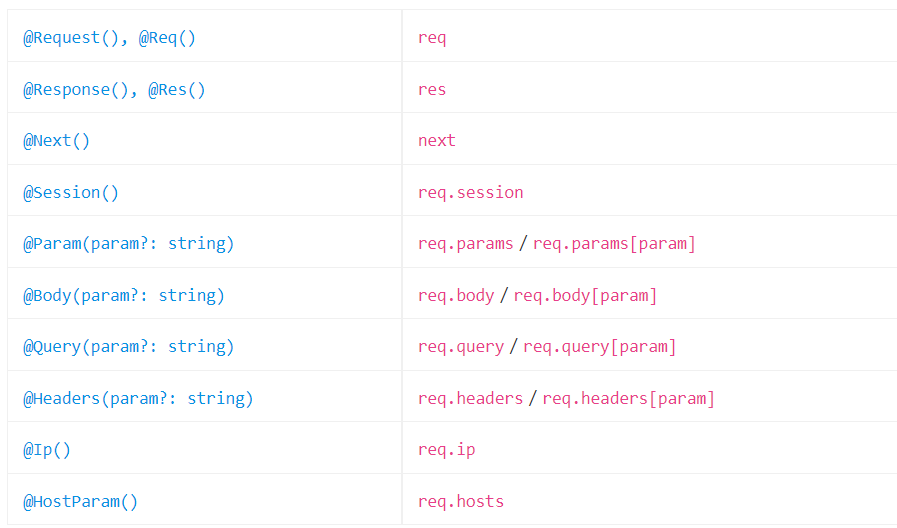 @Request(), @Req() req
@Response(), @Res() res
@Next() next
@Session() req.session
@Param(param?: string) req.params / req.params[param]
@Body(param?: string) req.body / req.body[param]
@Query(param?: string) req.query / req.query[param]
@Headers(param?: string) req.headers / req.headers[param]
@Ip() req.ip
@HostParam() req.hosts